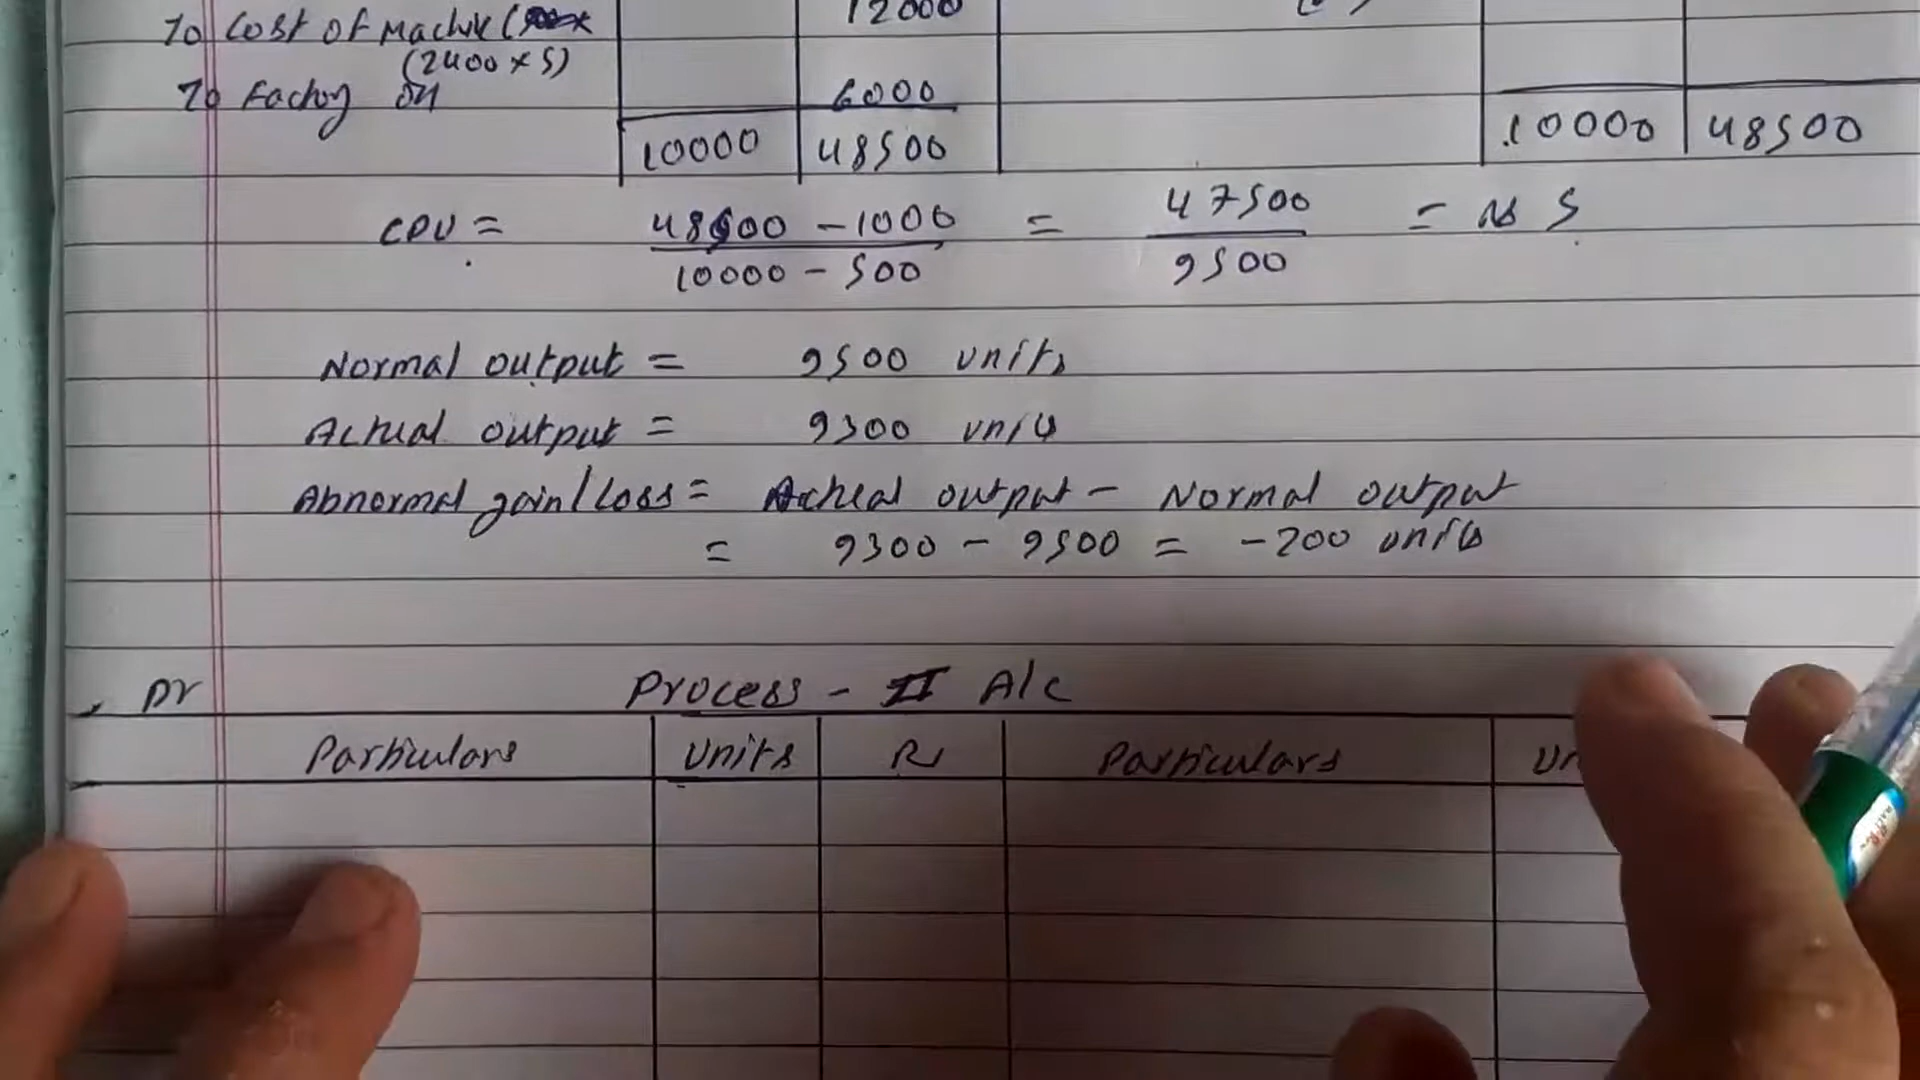 To Cost of Machine ( 12000
(2400 × 5)
To Factory OH 6000
10000 48500 10000 48500
CPU = 48500 - 1000 / 10000 - 500 = 47500 / 9500 = Rs 5
Normal output = 9500 units
Actual output = 9300 units
Abnormal gain/Loss = Actual output - Normal output
= 9300 - 9500 = -200 units
Dr Process - II A/c
Particulars Units Rs Particulars